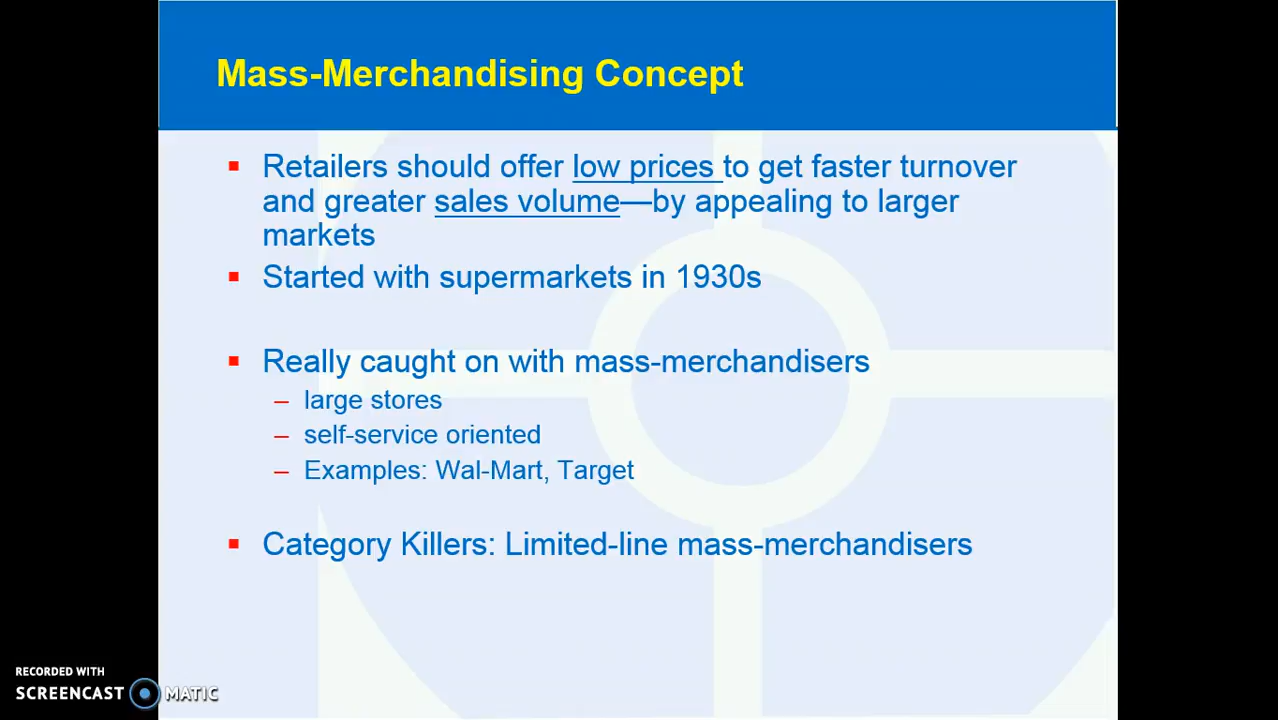 Mass-Merchandising Concept
▪ Retailers should offer low prices to get faster turnover
and greater sales volume—by appealing to larger
markets
▪ Started with supermarkets in 1930s
▪ Really caught on with mass-merchandisers
– large stores
– self-service oriented
– Examples: Wal-Mart, Target
▪ Category Killers: Limited-line mass-merchandisers
RECORDED WITH
SCREENCAST MATIC